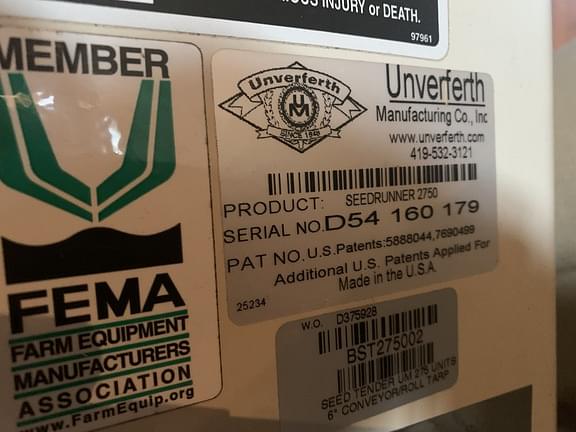 INJURY or DEATH.
97961
MEMBER
FEMA
FARM EQUIPMENT
MANUFACTURERS
ASSOCIATION
www.FarmEquip.org
Unverferth
UM
SINCE 1948
Unverferth
Manufacturing Co., Inc
www.unverferth.com
419-532-3121
PRODUCT: SEEDRUNNER 2750
SERIAL NO. D54 160 179
PAT NO. U.S. Patents: 5888044,7690499
Additional U.S. Patents Applied For
Made in the U.S.A.
25234
W.O. D375928
BST275002
SEED TENDER UM 275 UNITS
6" CONVEYOR/ROLL TARP